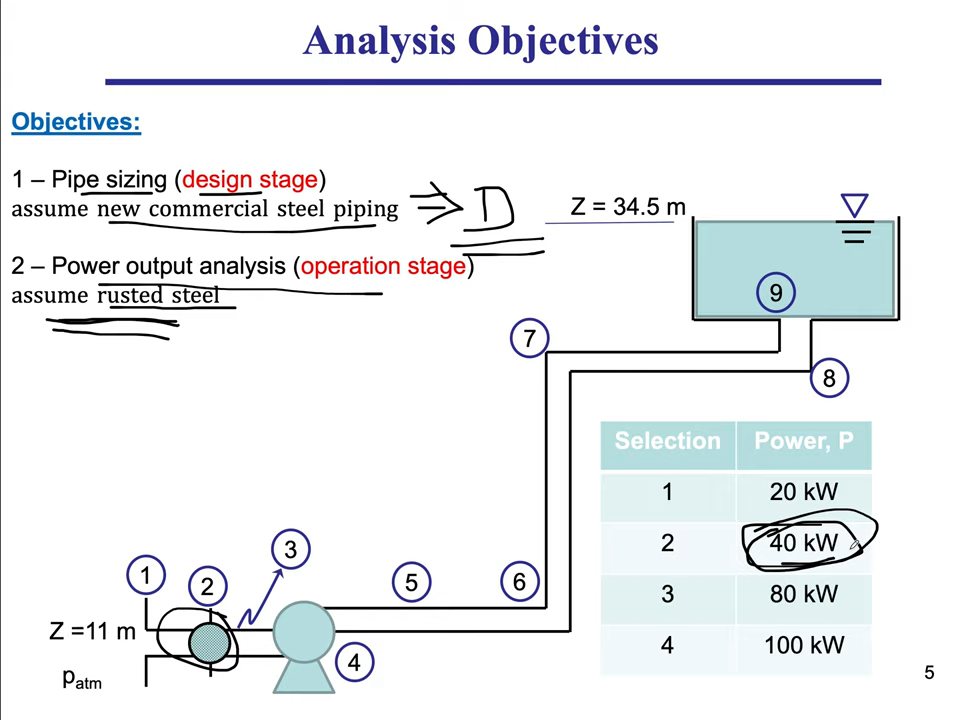 Analysis Objectives
Objectives:
1 – Pipe sizing (design stage)
assume new commercial steel piping
D
Z = 34.5 m
2 – Power output analysis (operation stage)
assume rusted steel
9
7
8
Selection Power, P
1 20 kW
2 40 kW
3 80 kW
4 100 kW
3
1
2
5
6
Z =11 m
4
patm
5